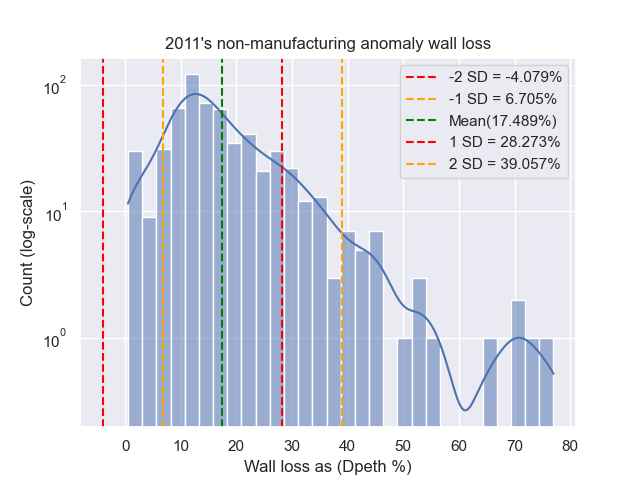 2011's non-manufacturing anomaly wall loss
-2 SD = -4.079%
-1 SD = 6.705%
Mean(17.489%)
1 SD = 28.273%
2 SD = 39.057%
Count (log-scale)
10²
10¹
10⁰
0 10 20 30 40 50 60 70 80
Wall loss as (Dpeth %)